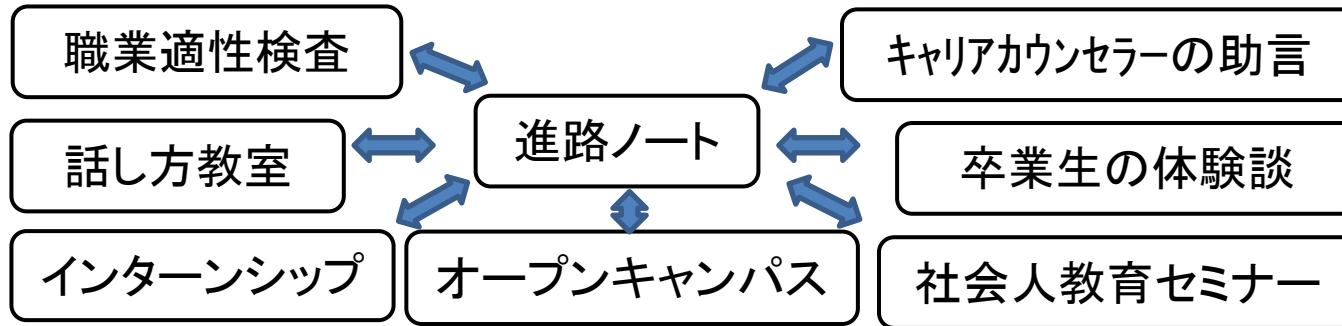 職業適性検査
キャリアカウンセラーの助言
進路ノート
話し方教室
卒業生の体験談
インターンシップ
オープンキャンパス
社会人教育セミナー